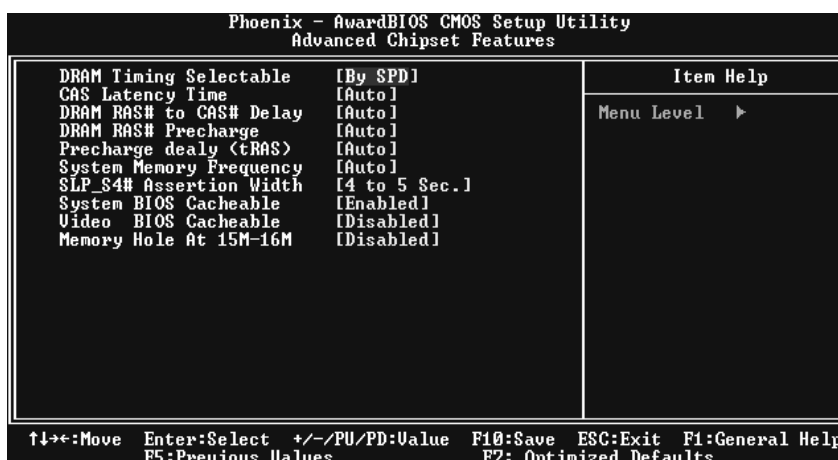 Phoenix - AwardBIOS CMOS Setup Utility
Advanced Chipset Features
DRAM Timing Selectable [By SPD]
CAS Latency Time [Auto]
DRAM RAS# to CAS# Delay [Auto]
DRAM RAS# Precharge [Auto]
Precharge dealy (tRAS) [Auto]
System Memory Frequency [Auto]
SLP_S4# Assertion Width [4 to 5 Sec.]
System BIOS Cacheable [Enabled]
Video BIOS Cacheable [Disabled]
Memory Hole At 15M-16M [Disabled]
Item Help
Menu Level ▶
↑↓→←:Move Enter:Select +/-/PU/PD:Value F10:Save ESC:Exit F1:General Help
F5:Previous Values F7: Optimized Defaults